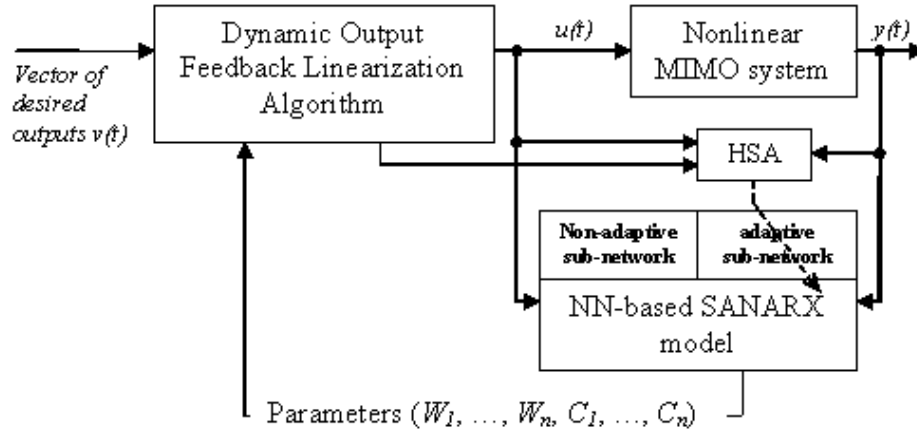 Dynamic Output
Feedback Linearization
Algorithm
u(t)
Nonlinear
MIMO system
y(t)
Vector of
desired
outputs v(t)
HSA
Non-adaptive
sub-network
adaptive
sub-network
NN-based SANARX
model
Parameters (W1, …, Wn, C1, …, Cn)